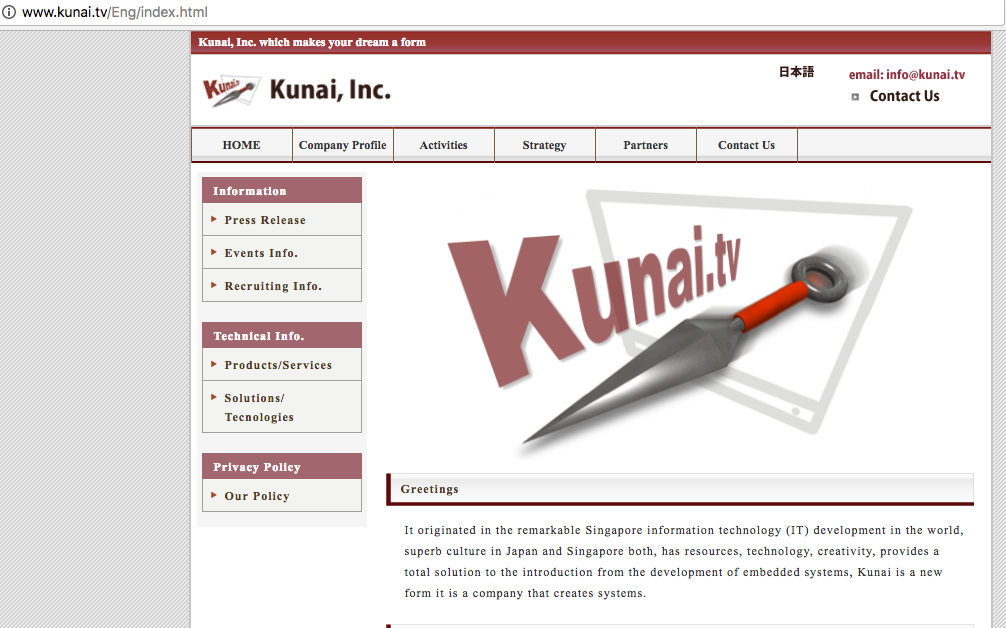 www.kunai.tv/Eng/index.html
Kunai, Inc. which makes your dream a form
Kunai
Kunai, Inc.
日本語
email: info@kunai.tv
Contact Us
HOME Company Profile Activities Strategy Partners Contact Us
Information
Press Release
Events Info.
Recruiting Info.
Technical Info.
Products/Services
Solutions/
Tecnologies
Privacy Policy
Our Policy
Kunai.tv
Greetings
It originated in the remarkable Singapore information technology (IT) development in the world,
superb culture in Japan and Singapore both, has resources, technology, creativity, provides a
total solution to the introduction from the development of embedded systems, Kunai is a new
form it is a company that creates systems.